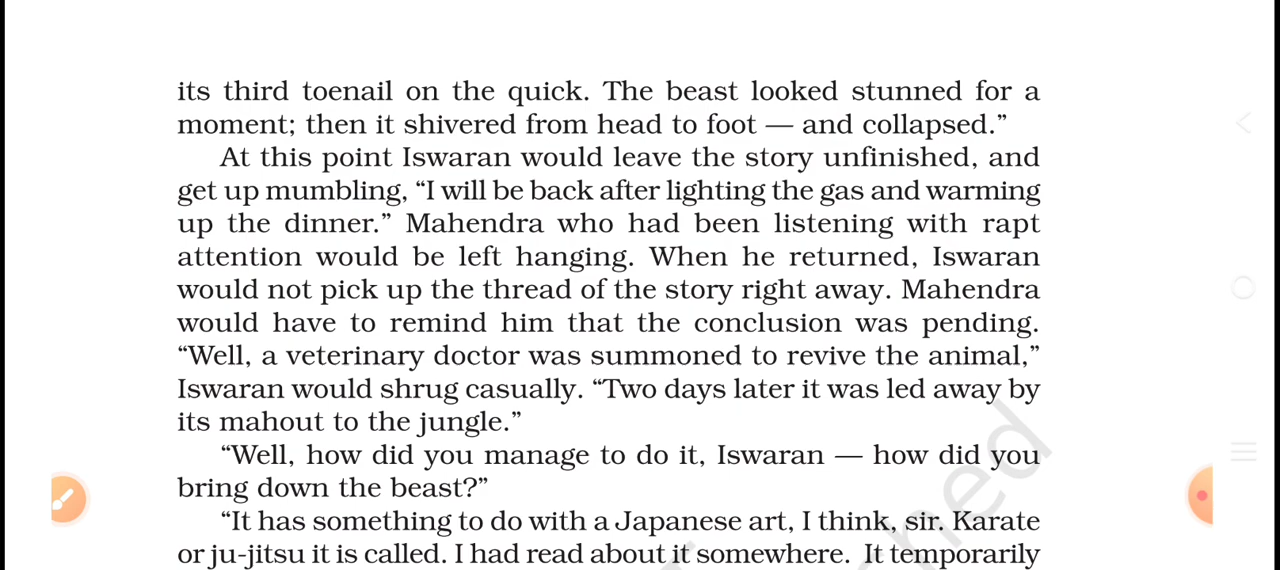 its third toenail on the quick. The beast looked stunned for a
moment; then it shivered from head to foot — and collapsed.”
At this point Iswaran would leave the story unfinished, and
get up mumbling, “I will be back after lighting the gas and warming
up the dinner.” Mahendra who had been listening with rapt
attention would be left hanging. When he returned, Iswaran
would not pick up the thread of the story right away. Mahendra
would have to remind him that the conclusion was pending.
“Well, a veterinary doctor was summoned to revive the animal,”
Iswaran would shrug casually. “Two days later it was led away by
its mahout to the jungle.”
“Well, how did you manage to do it, Iswaran — how did you
bring down the beast?”
“It has something to do with a Japanese art, I think, sir. Karate
or ju-jitsu it is called. I had read about it somewhere. It temporarily